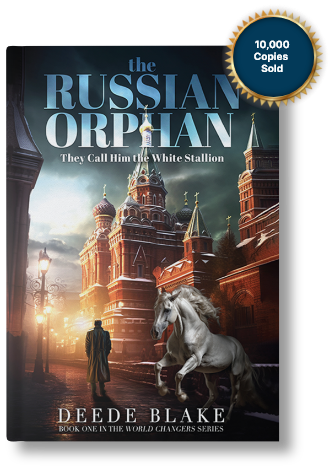 10,000
Copies
Sold
the
RUSSIAN
ORPHAN
They Call Him the White Stallion
DEEDE BLAKE
BOOK ONE IN THE WORLD CHANGERS SERIES